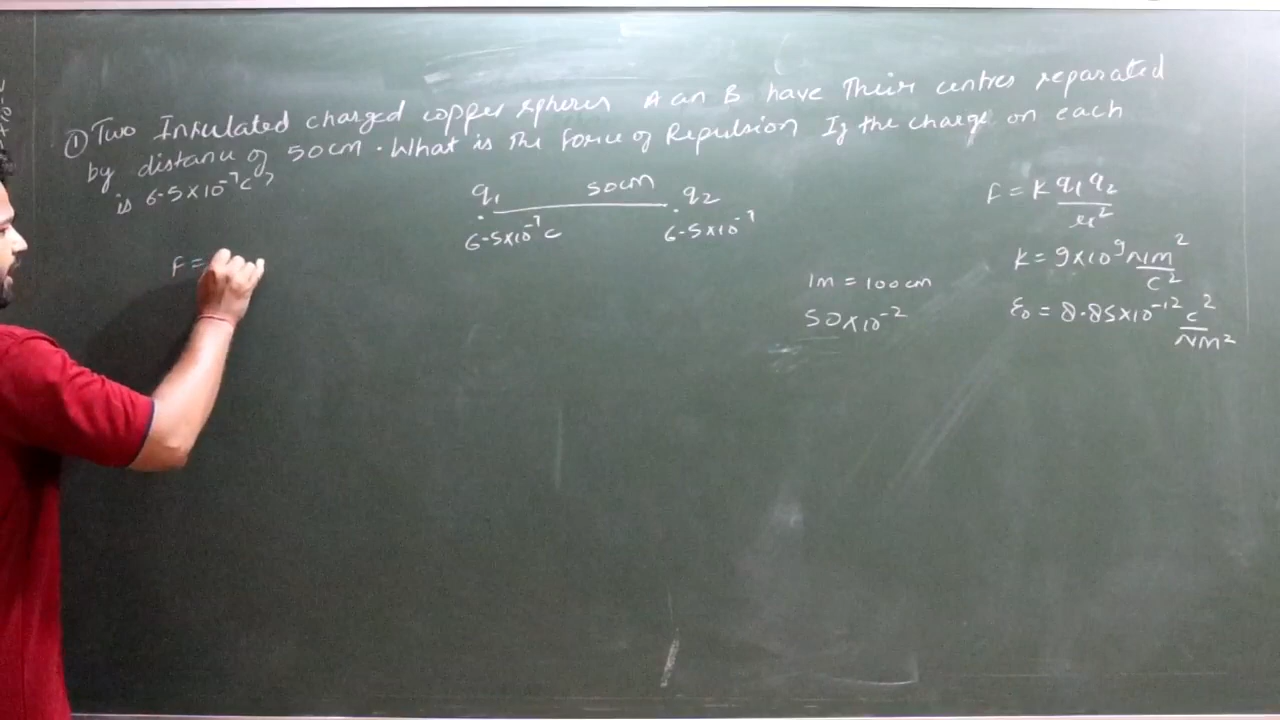 ① Two Insulated charged copper spheres A an B have Their centres separated
by distance of 50cm. What is the force of Repulsion If the charge on each
is 6.5×10⁻⁷C?
q₁ 50cm q₂
6.5×10⁻⁷C 6.5×10⁻⁷
F =
1m = 100cm
50×10⁻²
F = K q₁q₂/r²
K = 9×10⁹ Nm²/C²
ε₀ = 8.85×10⁻¹² C²/Nm²